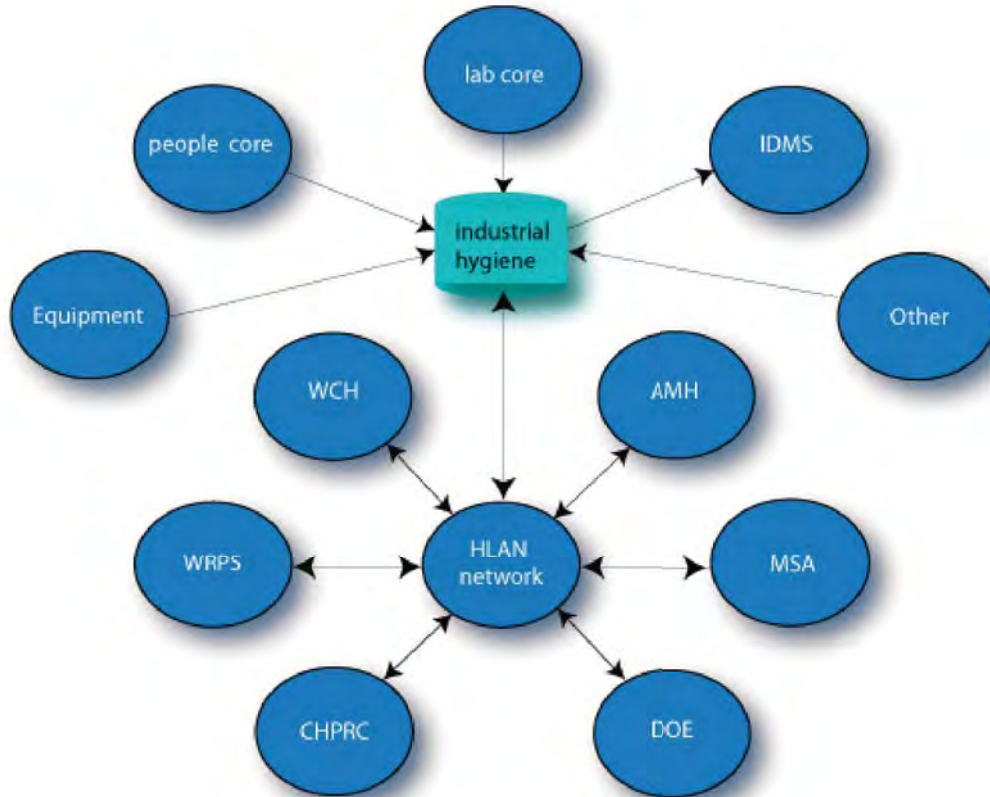 lab core
people core
IDMS
industrial
hygiene
Equipment
Other
WCH
AMH
WRPS
HLAN
network
MSA
CHPRC
DOE